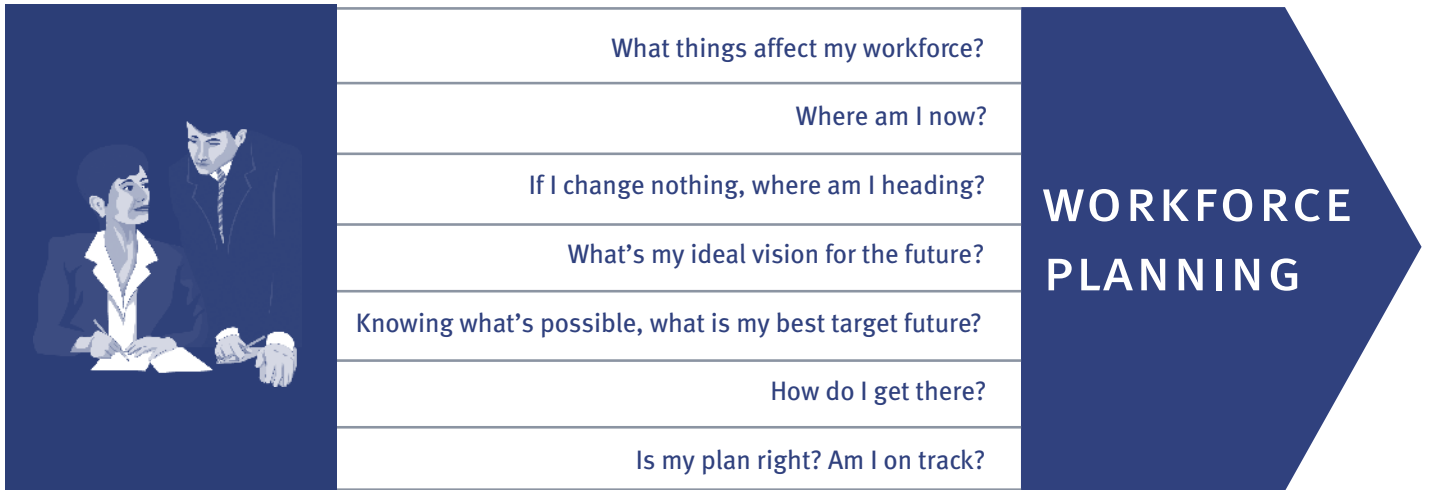 What things affect my workforce?
Where am I now?
If I change nothing, where am I heading?
What’s my ideal vision for the future?
Knowing what’s possible, what is my best target future?
How do I get there?
Is my plan right? Am I on track?
WORKFORCE
PLANNING